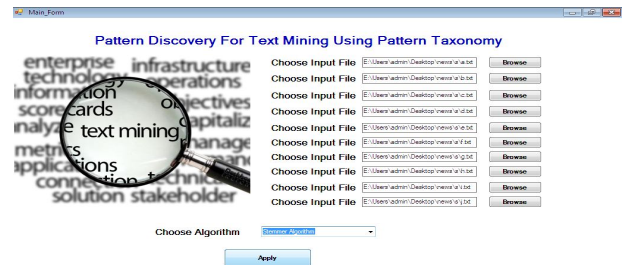 Main_Form
Pattern Discovery For Text Mining Using Pattern Taxonomy
enterprise infrastructure
technology operations
information
scorecards objectives
analyze text mining capitaliz
metrics manage
applications
connection
solution stakeholder
Choose Input File E:\Users\admin\Desktop\news\a\a.txt Browse
Choose Input File E:\Users\admin\Desktop\news\a\b.txt Browse
Choose Input File E:\Users\admin\Desktop\news\a\c.txt Browse
Choose Input File E:\Users\admin\Desktop\news\a\d.txt Browse
Choose Input File E:\Users\admin\Desktop\news\a\e.txt Browse
Choose Input File E:\Users\admin\Desktop\news\a\f.txt Browse
Choose Input File E:\Users\admin\Desktop\news\a\g.txt Browse
Choose Input File E:\Users\admin\Desktop\news\a\h.txt Browse
Choose Input File E:\Users\admin\Desktop\news\a\i.txt Browse
Choose Input File E:\Users\admin\Desktop\news\a\j.txt Browse
Choose Algorithm Stemmer Algorithm
Apply